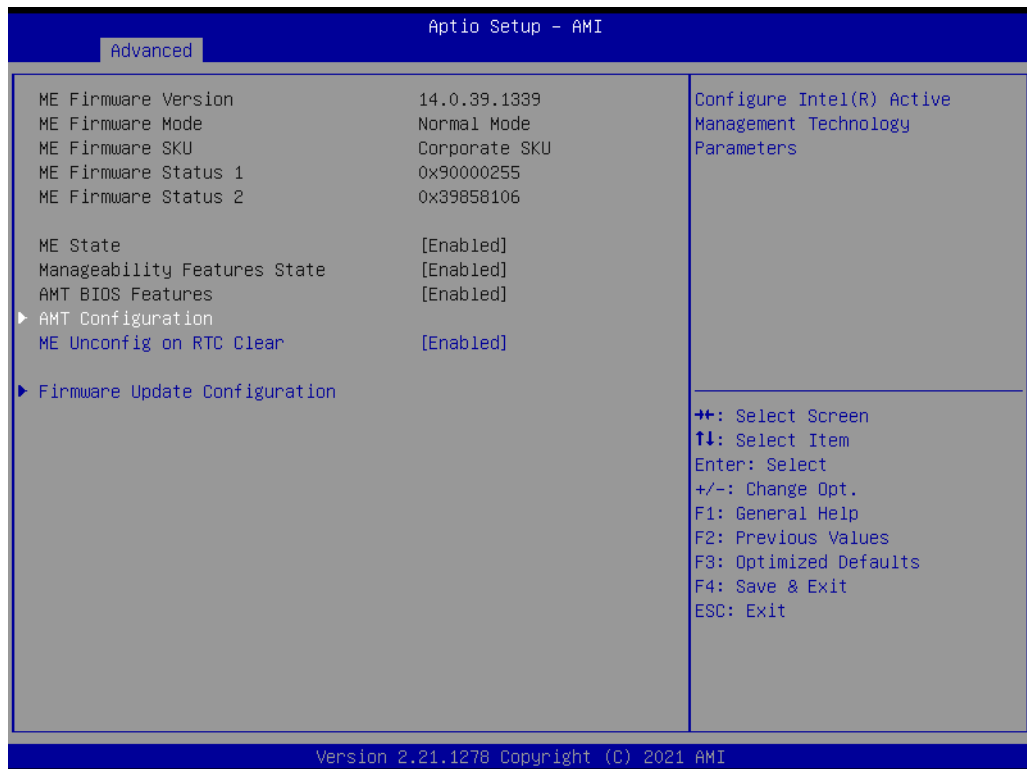 Aptio Setup – AMI
Advanced
ME Firmware Version 14.0.39.1339
ME Firmware Mode Normal Mode
ME Firmware SKU Corporate SKU
ME Firmware Status 1 0x90000255
ME Firmware Status 2 0x39858106
ME State [Enabled]
Manageability Features State [Enabled]
AMT BIOS Features [Enabled]
▶ AMT Configuration
ME Unconfig on RTC Clear [Enabled]
▶ Firmware Update Configuration
Configure Intel(R) Active
Management Technology
Parameters
→←: Select Screen
↑↓: Select Item
Enter: Select
+/-: Change Opt.
F1: General Help
F2: Previous Values
F3: Optimized Defaults
F4: Save & Exit
ESC: Exit
Version 2.21.1278 Copyright (C) 2021 AMI